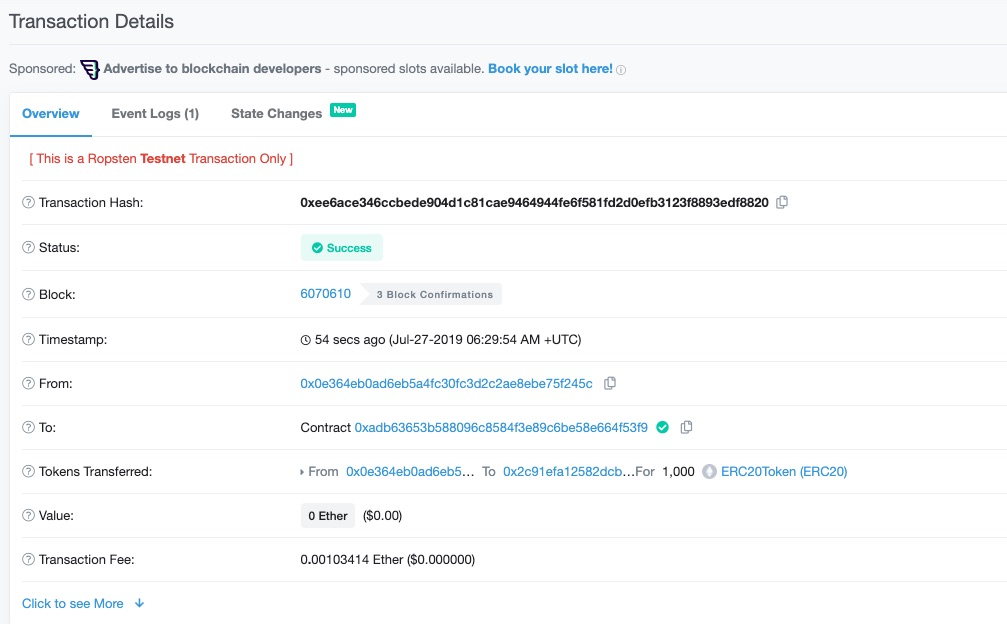 Transaction Details
Sponsored: Advertise to blockchain developers - sponsored slots available. Book your slot here!
Overview Event Logs (1) State Changes New
[ This is a Ropsten Testnet Transaction Only ]
Transaction Hash: 0xee6ace346ccbede904d1c81cae9464944fe6f581fd2d0efb3123f8893edf8820
Status: Success
Block: 6070610 3 Block Confirmations
Timestamp: 54 secs ago (Jul-27-2019 06:29:54 AM +UTC)
From: 0x0e364eb0ad6eb5a4fc30fc3d2c2ae8ebe75f245c
To: Contract 0xadb63653b588096c8584f3e89c6be58e664f53f9
Tokens Transferred: From 0x0e364eb0ad6eb5... To 0x2c91efa12582dcb...For 1,000 ERC20Token (ERC20)
Value: 0 Ether ($0.00)
Transaction Fee: 0.00103414 Ether ($0.000000)
Click to see More